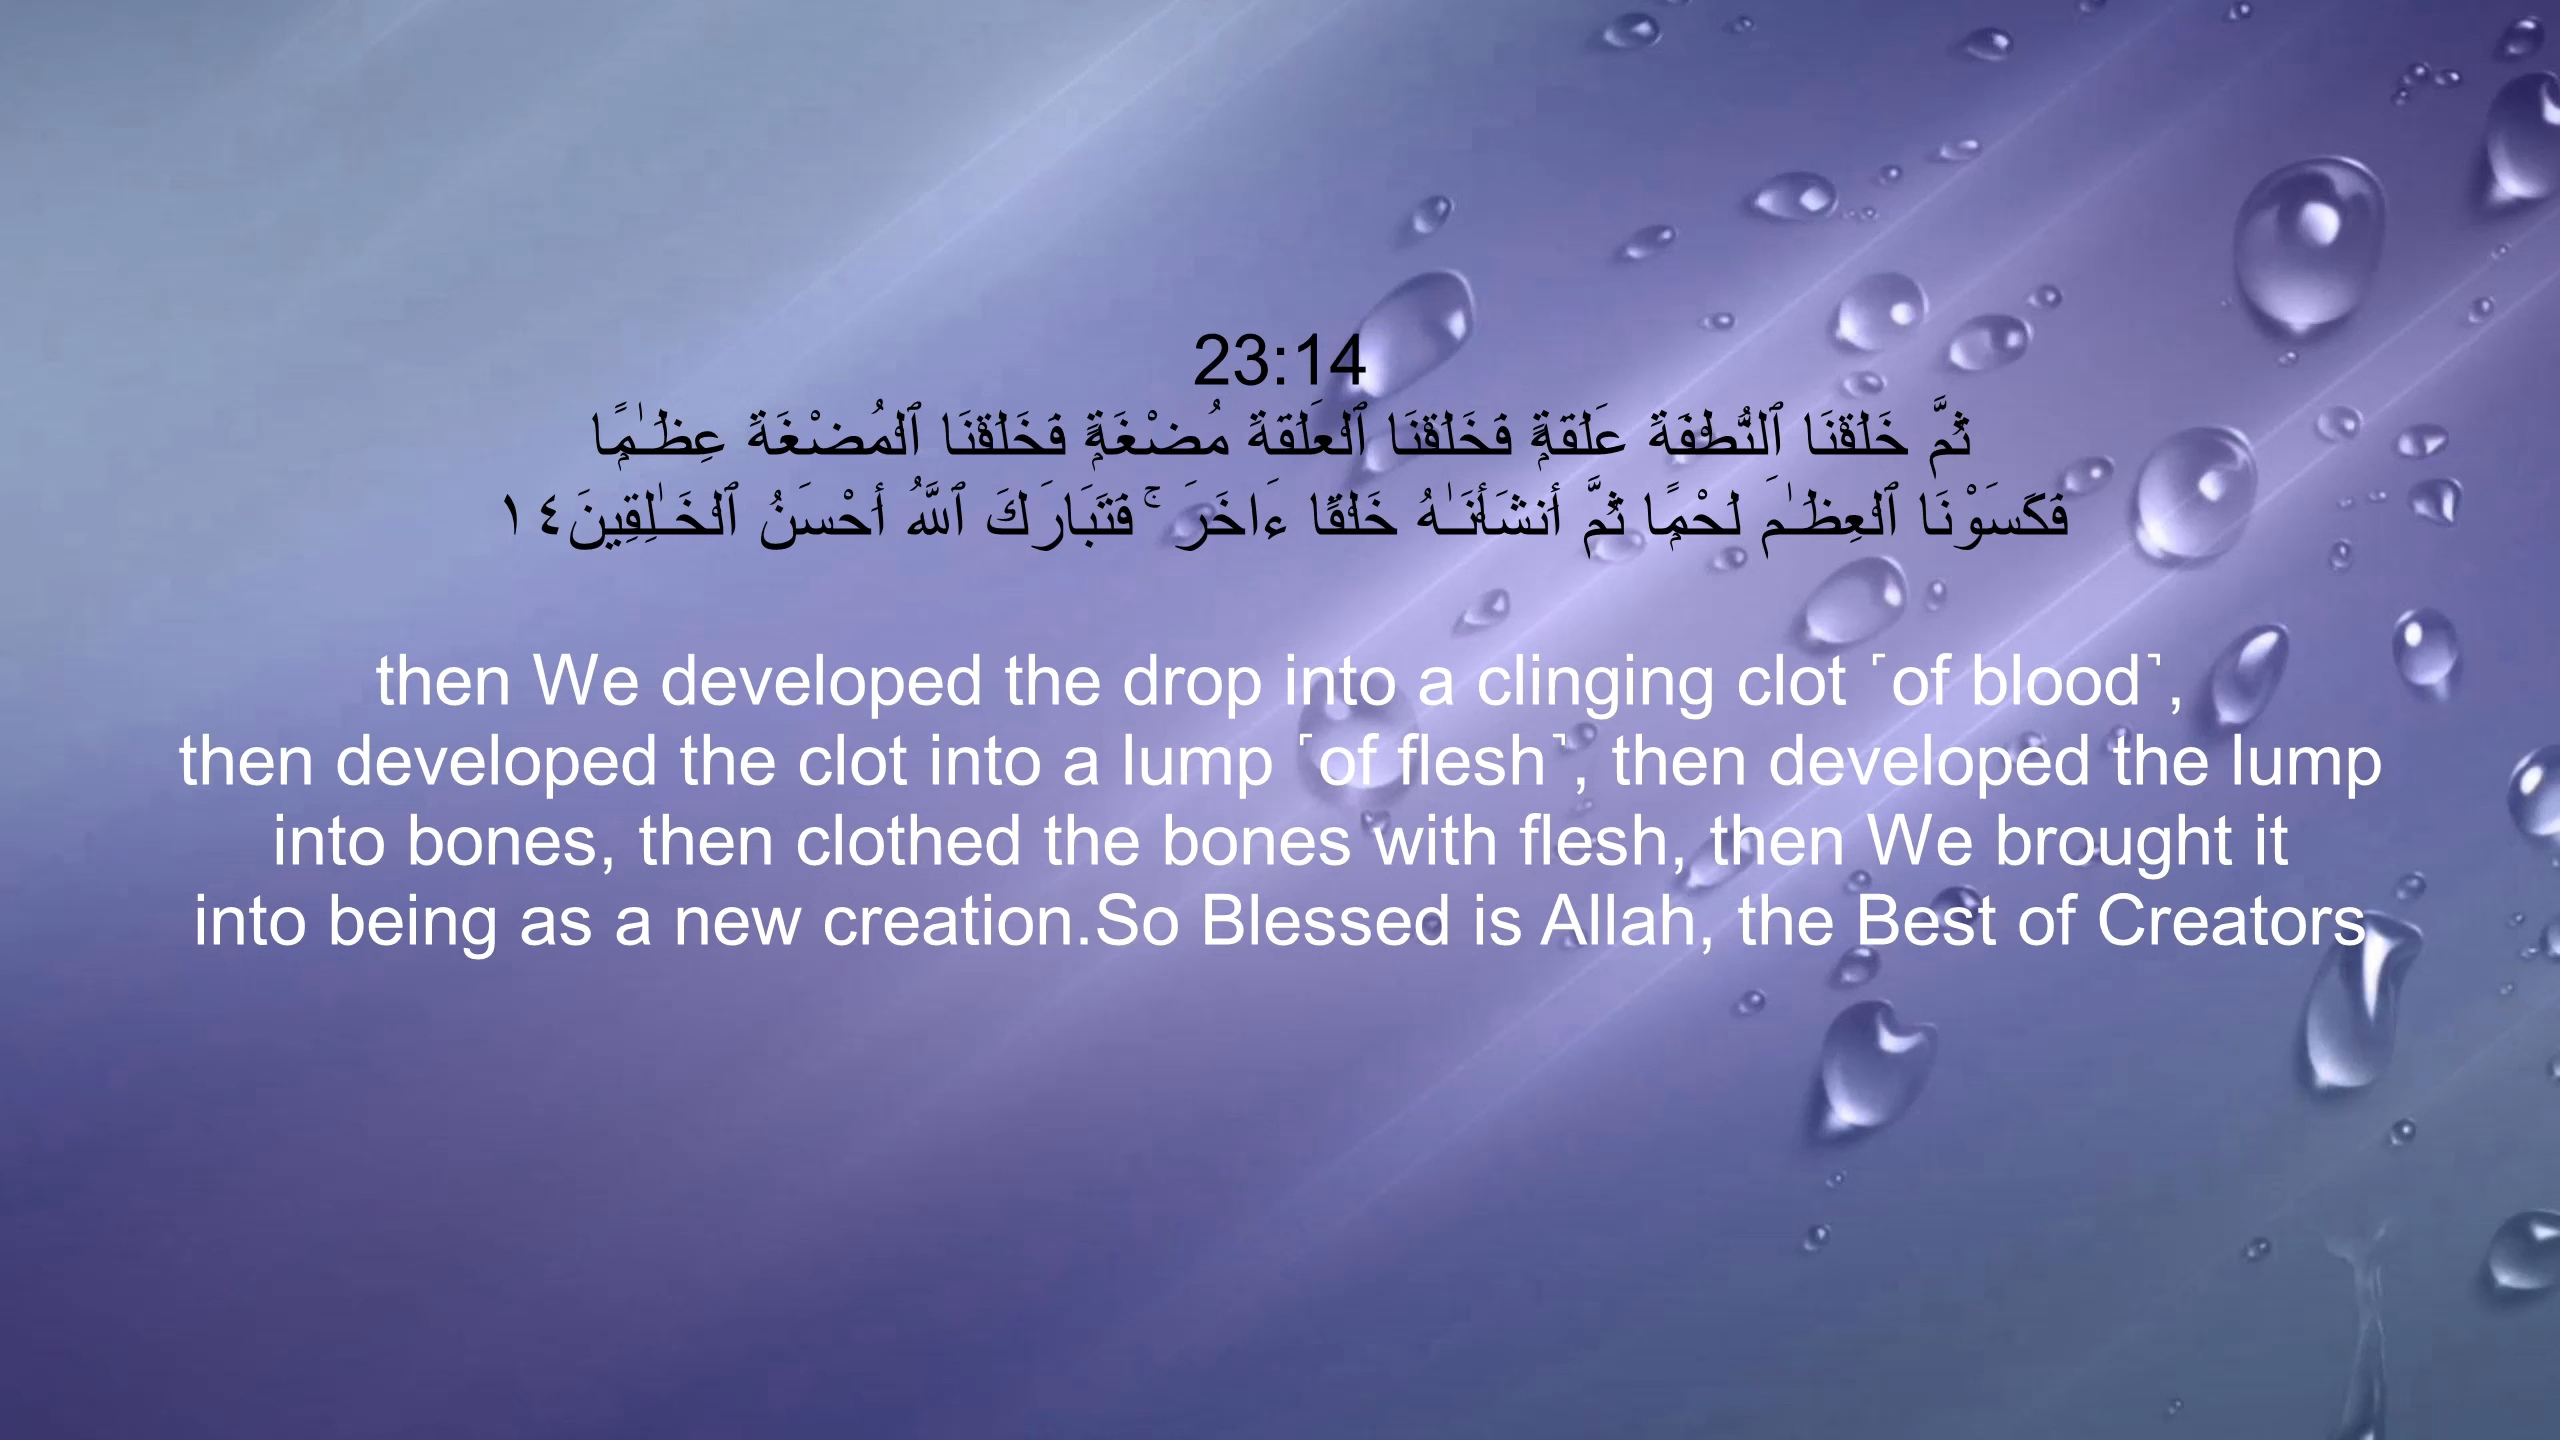 23:14
ثُمَّ خَلَقْنَا ٱلنُّطْفَةَ عَلَقَةًۭ فَخَلَقْنَا ٱلْعَلَقَةَ مُضْغَةًۭ فَخَلَقْنَا ٱلْمُضْغَةَ عِظَـٰمًۭا
فَكَسَوْنَا ٱلْعِظَـٰمَ لَحْمًۭا ثُمَّ أَنشَأْنَـٰهُ خَلْقًا ءَاخَرَ ۚ فَتَبَارَكَ ٱللَّهُ أَحْسَنُ ٱلْخَـٰلِقِينَ١٤
then We developed the drop into a clinging clot ˹of blood˺,
then developed the clot into a lump ˹of flesh˺, then developed the lump
into bones, then clothed the bones with flesh, then We brought it
into being as a new creation.So Blessed is Allah, the Best of Creators